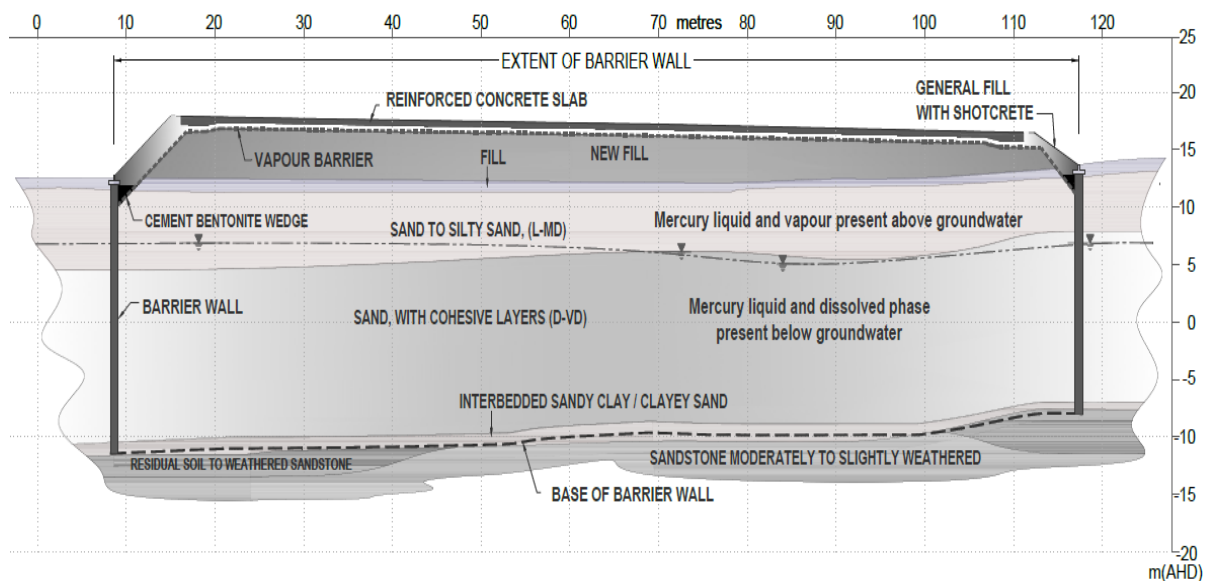 0 10 20 30 40 50 60 70 metres 80 90 100 110 120
25
EXTENT OF BARRIER WALL
GENERAL FILL
WITH SHOTCRETE
REINFORCED CONCRETE SLAB
20
VAPOUR BARRIER
FILL
NEW FILL
15
CEMENT BENTONITE WEDGE
SAND TO SILTY SAND, (L-MD)
Mercury liquid and vapour present above groundwater
10
5
BARRIER WALL
SAND, WITH COHESIVE LAYERS (D-VD)
Mercury liquid and dissolved phase
present below groundwater
0
-5
INTERBEDDED SANDY CLAY / CLAYEY SAND
-10
RESIDUAL SOIL TO WEATHERED SANDSTONE
SANDSTONE MODERATELY TO SLIGHTLY WEATHERED
BASE OF BARRIER WALL
-15
-20
m(AHD)